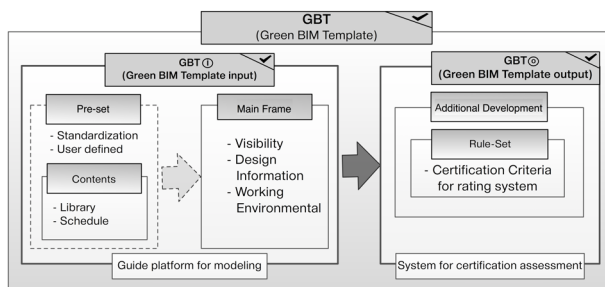 GBT
(Green BIM Template)
GBT Ⓘ
(Green BIM Template input)
Pre-set
- Standardization
- User defined
Contents
- Library
- Schedule
Main Frame
- Visibility
- Design
Information
- Working
Environmental
Guide platform for modeling
GBT ⓞ
(Green BIM Template output)
Additional Development
Rule-Set
- Certification Criteria
for rating system
System for certification assessment